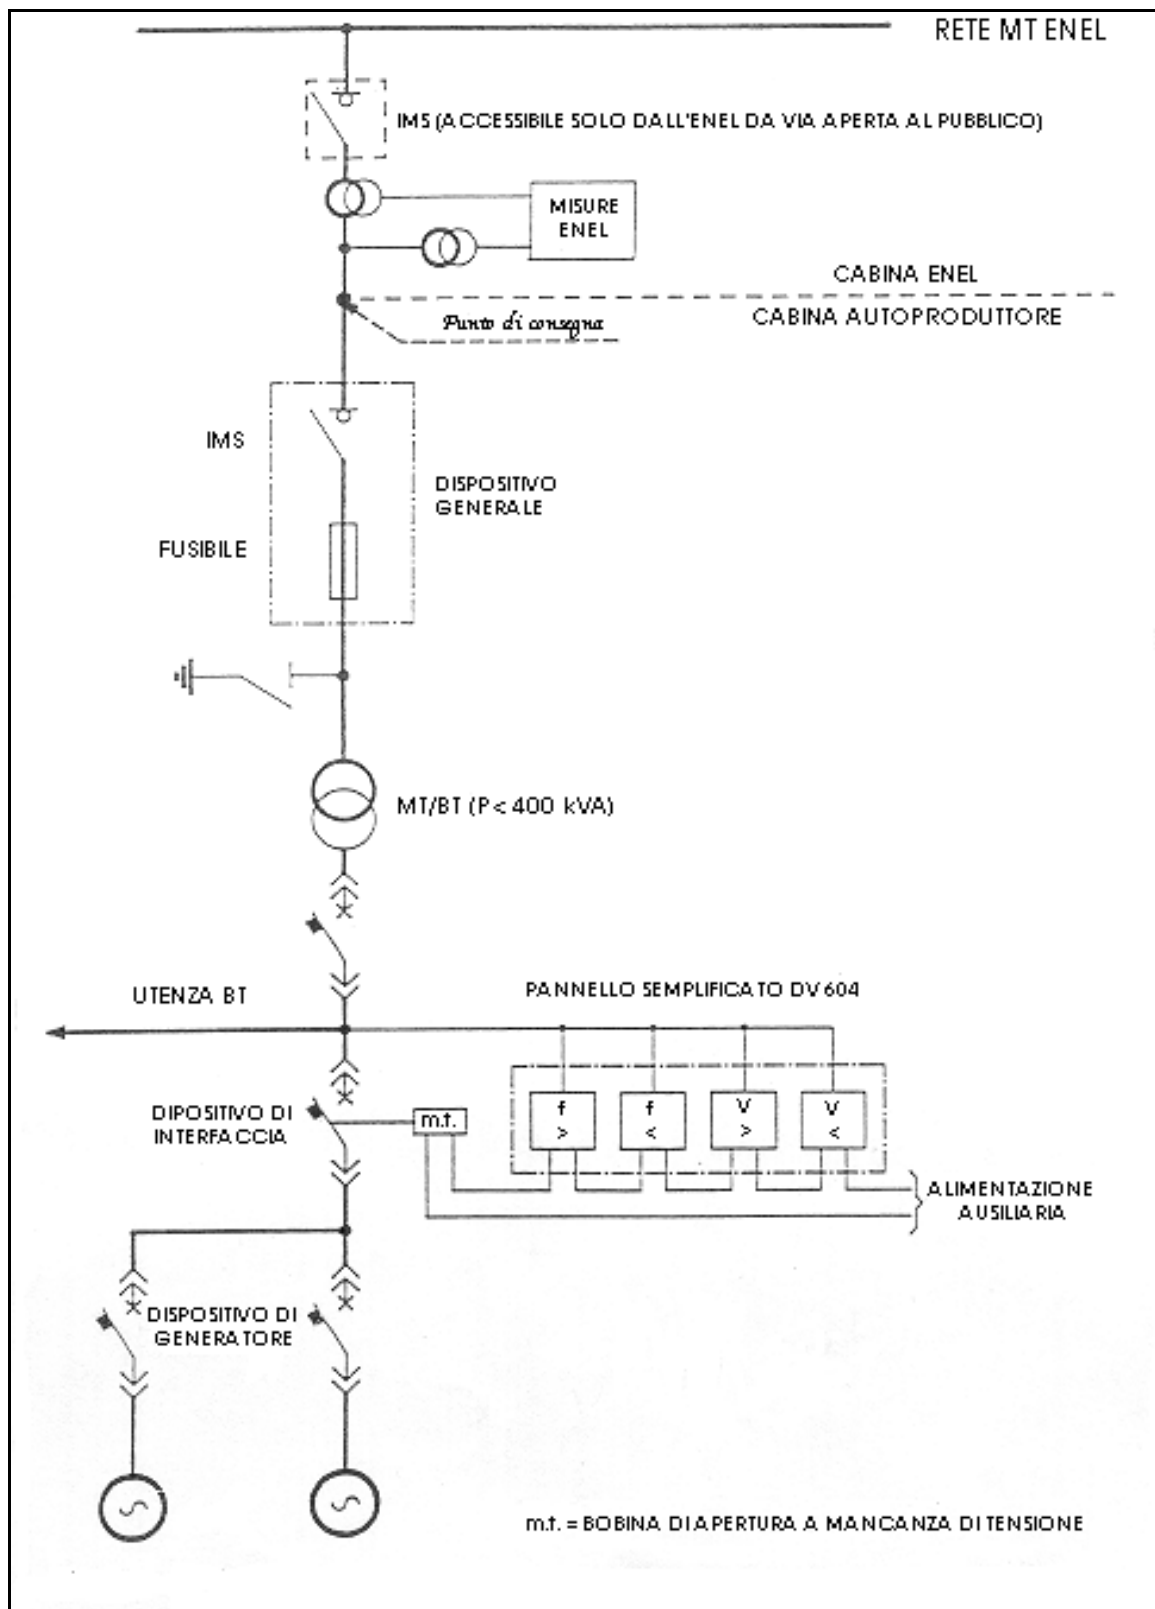 RETE MT ENEL
IMS (ACCESSIBILE SOLO DALL'ENEL DA VIA APERTA AL PUBBLICO)
MISURE
ENEL
CABINA ENEL
Punto di consegna
CABINA AUTOPRODUTTORE
IMS
DISPOSITIVO
GENERALE
FUSIBILE
MT/BT (P< 400 kVA)
UTENZA BT
PANNELLO SEMPLIFICATO DV 604
f
>
f
<
V
>
V
<
DIPOSITIVO DI
INTERFACCIA
m.t.
ALIMENTAZIONE
AUSILIARIA
DISPOSITIVO DI
GENERATORE
m.t. = BOBINA DI APERTURA A MANCANZA DI TENSIONE